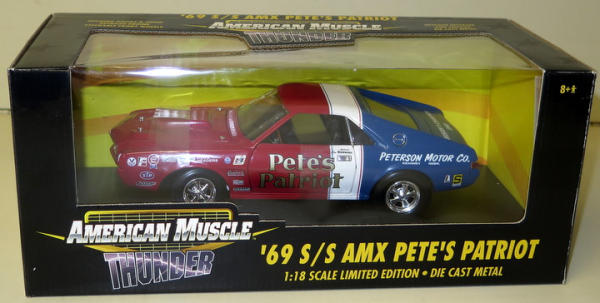 '69 S/S AMX PETE'S PATRIOT
AMERICAN MUSCLE
THUNDER
8+
Pete's
Patriot
PETERSON MOTOR CO.
STP
S
AMERICAN MUSCLE
THUNDER
'69 S/S AMX PETE'S PATRIOT
1:18 SCALE LIMITED EDITION • DIE CAST METAL